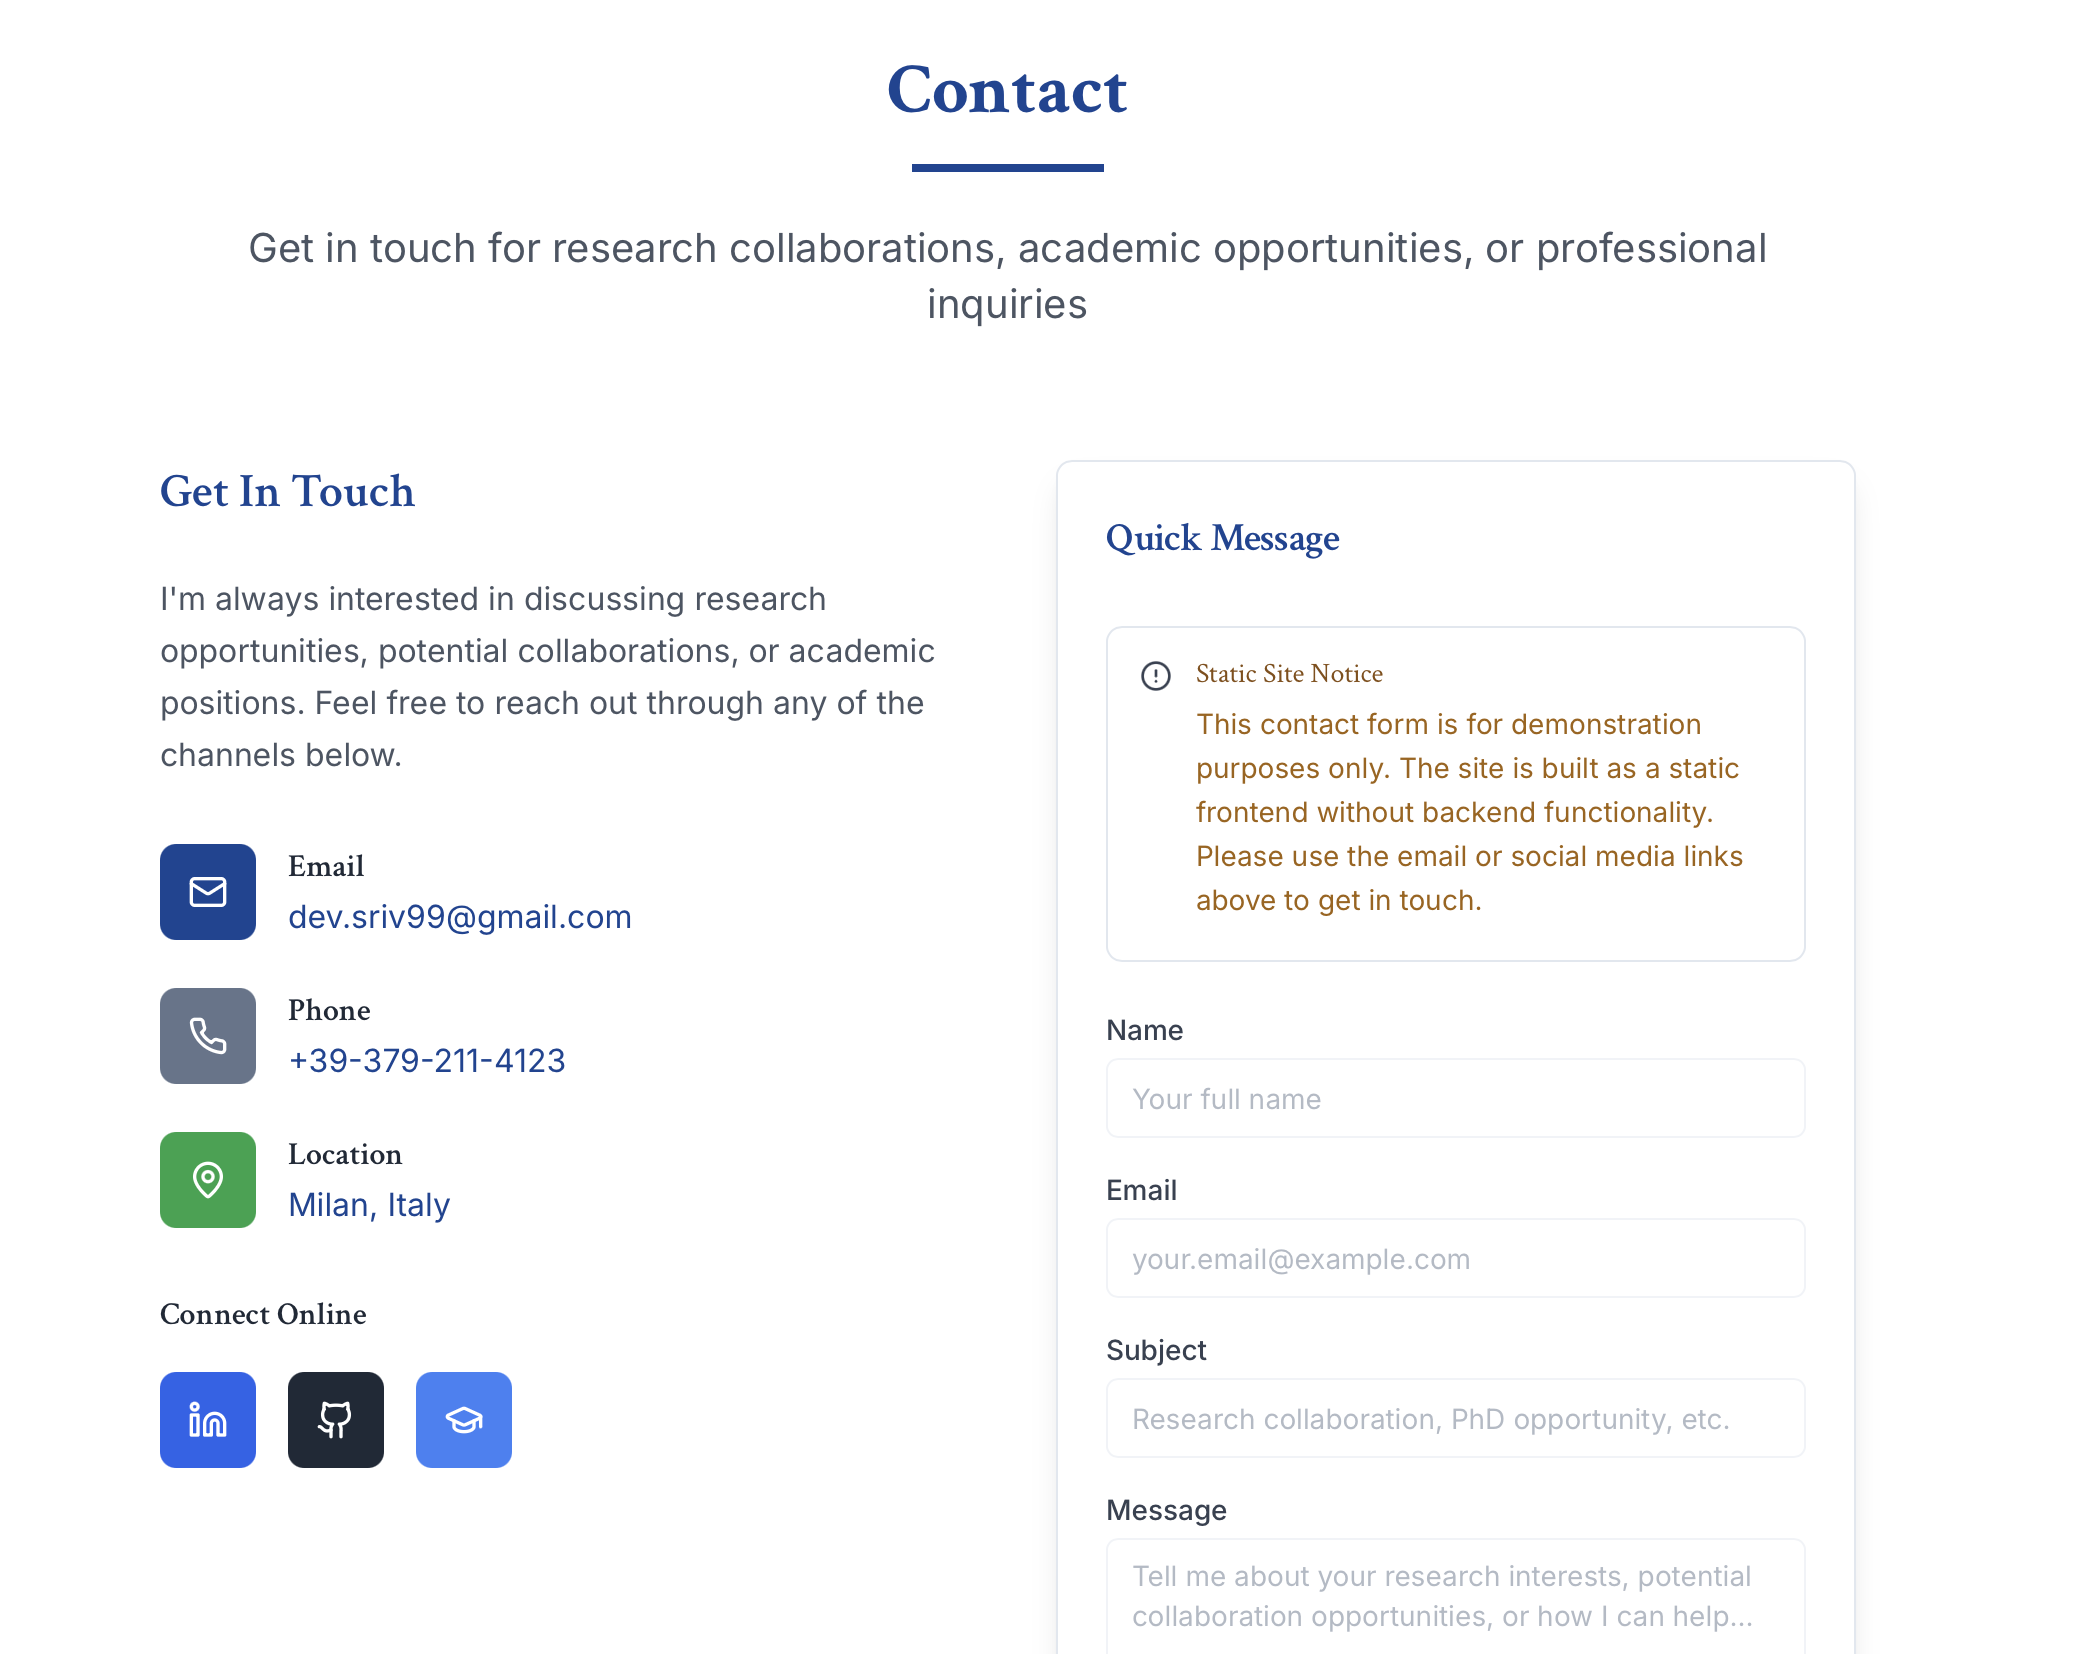 Contact
Get in touch for research collaborations, academic opportunities, or professional
inquiries
Get In Touch
I'm always interested in discussing research
opportunities, potential collaborations, or academic
positions. Feel free to reach out through any of the
channels below.
Email
dev.sriv99@gmail.com
Phone
+39-379-211-4123
Location
Milan, Italy
Connect Online
in
Quick Message
Static Site Notice
This contact form is for demonstration
purposes only. The site is built as a static
frontend without backend functionality.
Please use the email or social media links
above to get in touch.
Name
Your full name
Email
your.email@example.com
Subject
Research collaboration, PhD opportunity, etc.
Message
Tell me about your research interests, potential
collaboration opportunities, or how I can help...